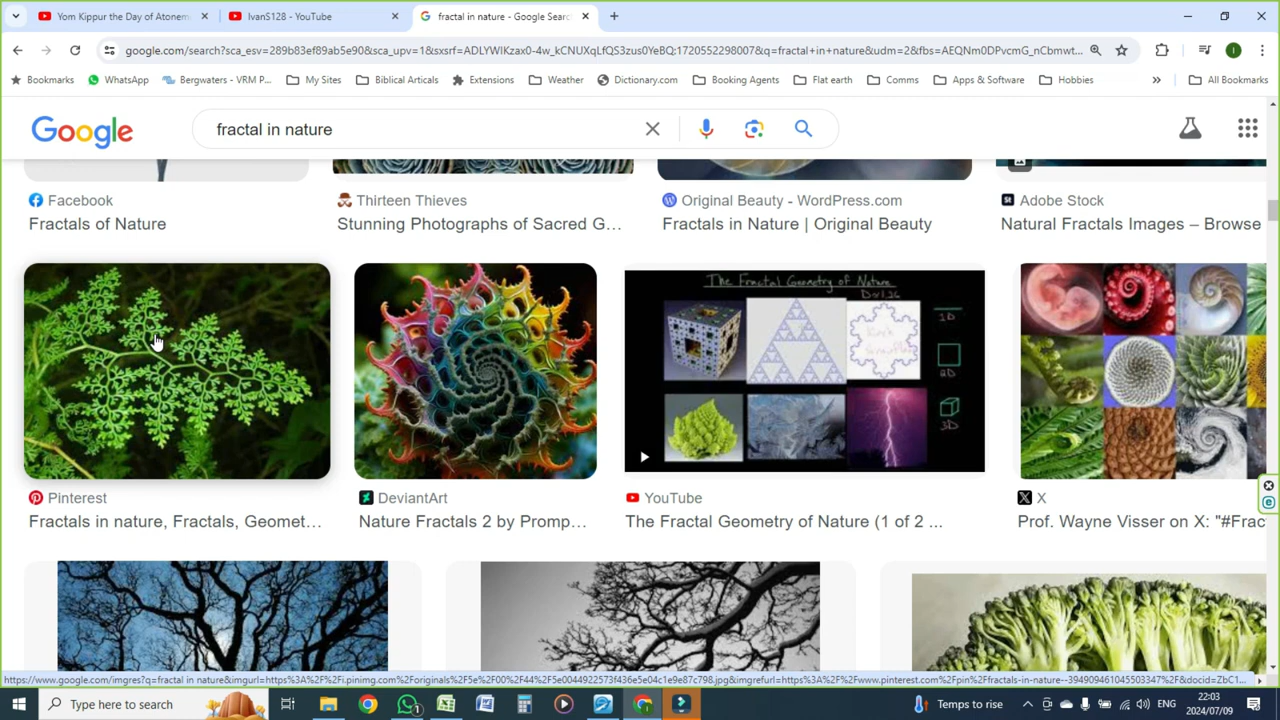 Yom Kippur the Day of Atonem
IvanS128 - YouTube
fractal in nature - Google Searc
google.com/search?sca_esv=289b83ef89ab5e90&sca_upv=1&sxsrf=ADLYWIKzax0-4w_kCNUXqLfQS3zus0YeBQ:1720552298007&q=fractal+in+nature&udm=2&fbs=AEQNm0DPvcmG_nCbmwt...
Bookmarks WhatsApp Bergwaters - VRM P... My Sites Biblical Articals Extensions Weather Dictionary.com Booking Agents Flat earth Comms Apps & Software Hobbies » All Bookmarks
Google fractal in nature
Facebook
Fractals of Nature
Thirteen Thieves
Stunning Photographs of Sacred G...
Original Beauty - WordPress.com
Fractals in Nature | Original Beauty
Adobe Stock
Natural Fractals Images – Browse
The Fractal Geometry of Nature
D≈1.26
1D
2D
3D
Pinterest
Fractals in nature, Fractals, Geomet...
DeviantArt
Nature Fractals 2 by Promp...
YouTube
The Fractal Geometry of Nature (1 of 2 ...
X
Prof. Wayne Visser on X: "#Frac
https://www.google.com/imgres?q=fractal in nature&imgurl=https%3A%2F%2Fi.pinimg.com%2Foriginals%2F5e%2F00%2F44%2F5e0044922573f436e5e04c1e9e87c798.jpg&imgrefurl=https%3A%2F%2Fwww.pinterest.com%2Fpin%2Ffractals-in-nature--394909461045503347%2F&docid=ZbC1...
Type here to search
1
Temps to rise
ENG
22:03
2024/07/09